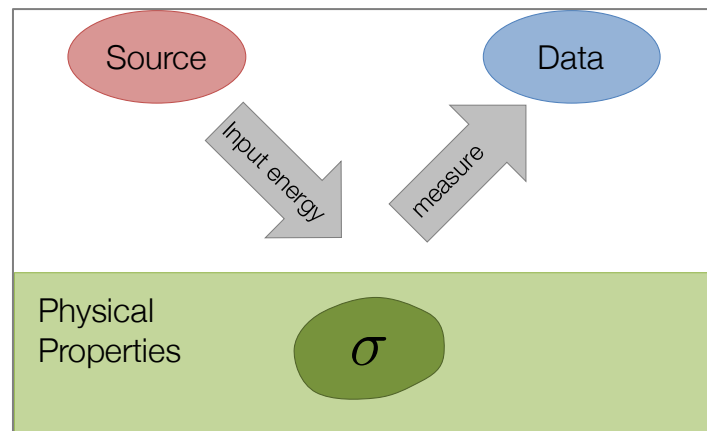 Source
Data
Input energy
measure
Physical
Properties
σ